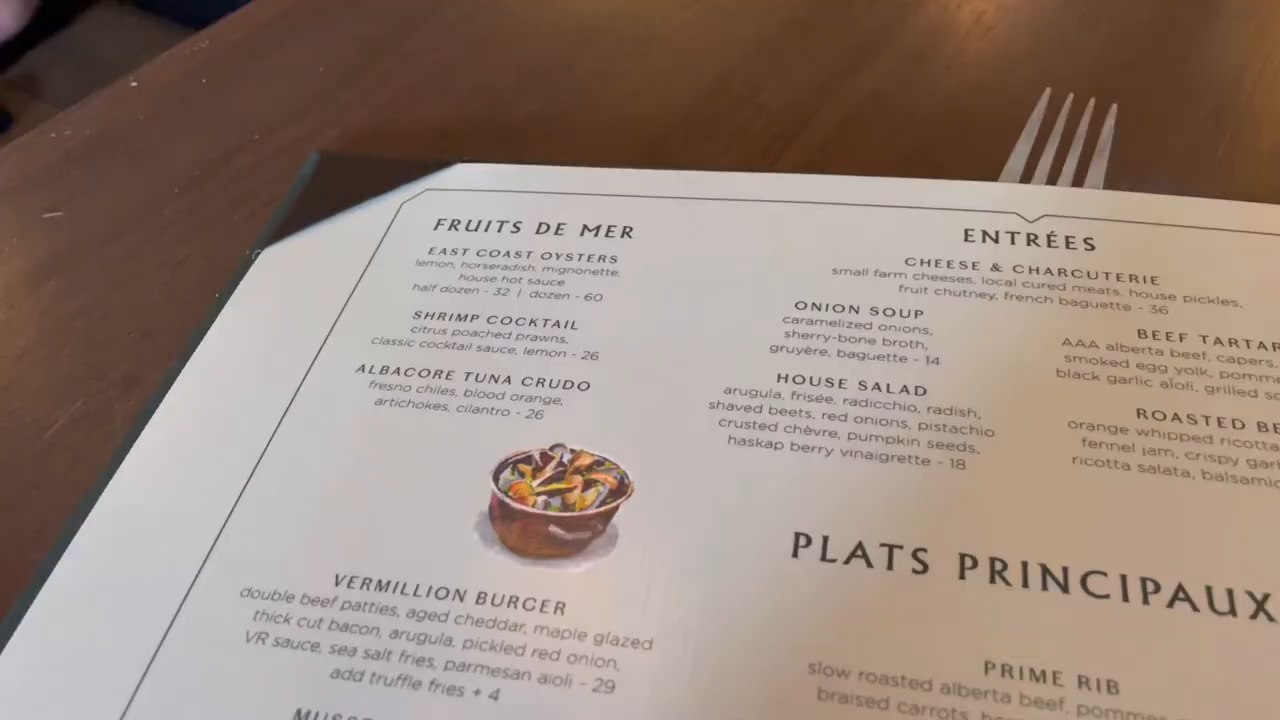 FRUITS DE MER
EAST COAST OYSTERS
lemon, horseradish, mignonette,
house hot sauce
half dozen - 32 | dozen - 60
SHRIMP COCKTAIL
citrus poached prawns,
classic cocktail sauce, lemon - 26
ALBACORE TUNA CRUDO
fresno chiles, blood orange,
artichokes, cilantro - 26
ENTRÉES
CHEESE & CHARCUTERIE
small farm cheeses, local cured meats, house pickles,
fruit chutney, french baguette - 36
ONION SOUP
caramelized onions,
sherry-bone broth,
gruyère, baguette - 14
HOUSE SALAD
arugula, frisée, radicchio, radish,
shaved beets, red onions, pistachio
crusted chèvre, pumpkin seeds,
haskap berry vinaigrette - 18
BEEF TARTAR
AAA alberta beef, capers,
smoked egg yolk, pomme
black garlic aioli, grilled
ROASTED
orange whipped ricotta
fennel jam, crispy
ricotta salata, balsamic
PLATS PRINCIPAUX
VERMILLION BURGER
double beef patties, aged cheddar, maple glazed
thick cut bacon, arugula, pickled red onion,
VR sauce, sea salt fries, parmesan aioli - 29
add truffle fries + 4
PRIME RIB
slow roasted alberta beef, pommes
braised carrots,